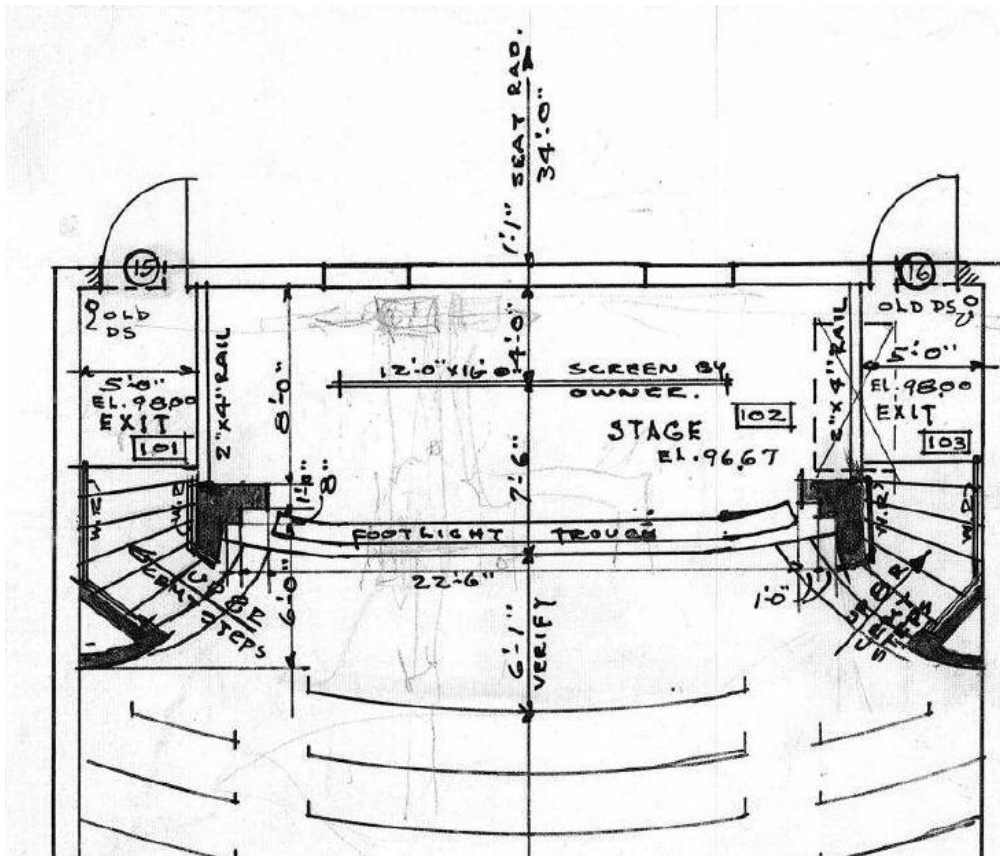 1'-1" SEAT RAD.
34'-0"
15
16
OLD
DS
OLD DS
2"X4" RAIL
2"X4" RAIL
8'-0"
4'-0"
12'-0"X16'-0"
SCREEN BY
OWNER.
5'-0"
EL. 98.00
EXIT
101
5'-0"
EL. 98.00
EXIT
103
STAGE
102
EL. 96.67
7'-6"
8"
W.R.
W.R.
W.R.
W.R.
FOOTLIGHT TROUGH
22'-6"
6'-0"
1'-0"
6'-1"
VERIFY
STEPS